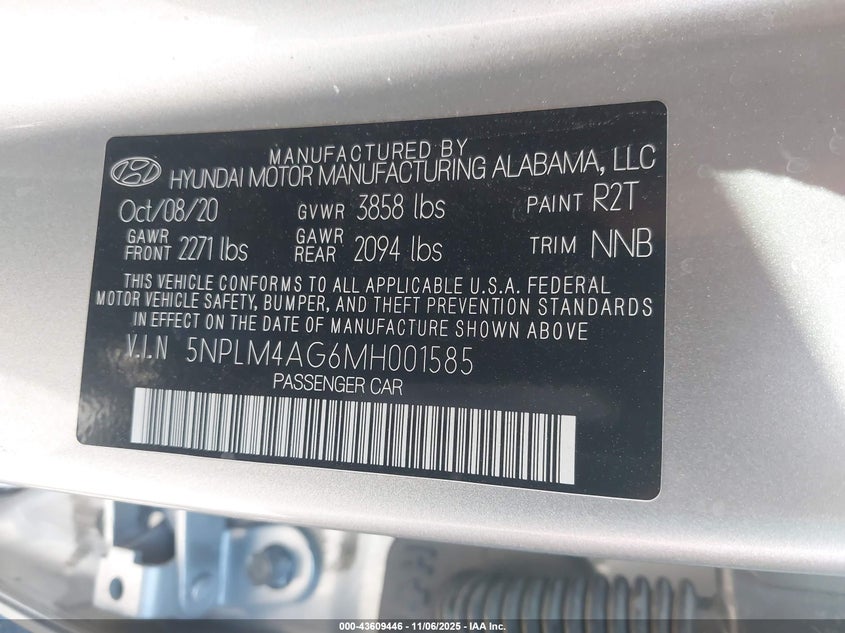 MANUFACTURED BY
HYUNDAI MOTOR MANUFACTURING ALABAMA, LLC
Oct/08/20 GVWR 3858 lbs PAINT R2T
GAWR FRONT 2271 lbs GAWR REAR 2094 lbs TRIM NNB
THIS VEHICLE CONFORMS TO ALL APPLICABLE U.S.A. FEDERAL
MOTOR VEHICLE SAFETY, BUMPER, AND THEFT PREVENTION STANDARDS
IN EFFECT ON THE DATE OF MANUFACTURE SHOWN ABOVE
V.I.N 5NPLM4AG6MH001585
PASSENGER CAR
000-43609446 - 11/06/2025 - IAA Inc.